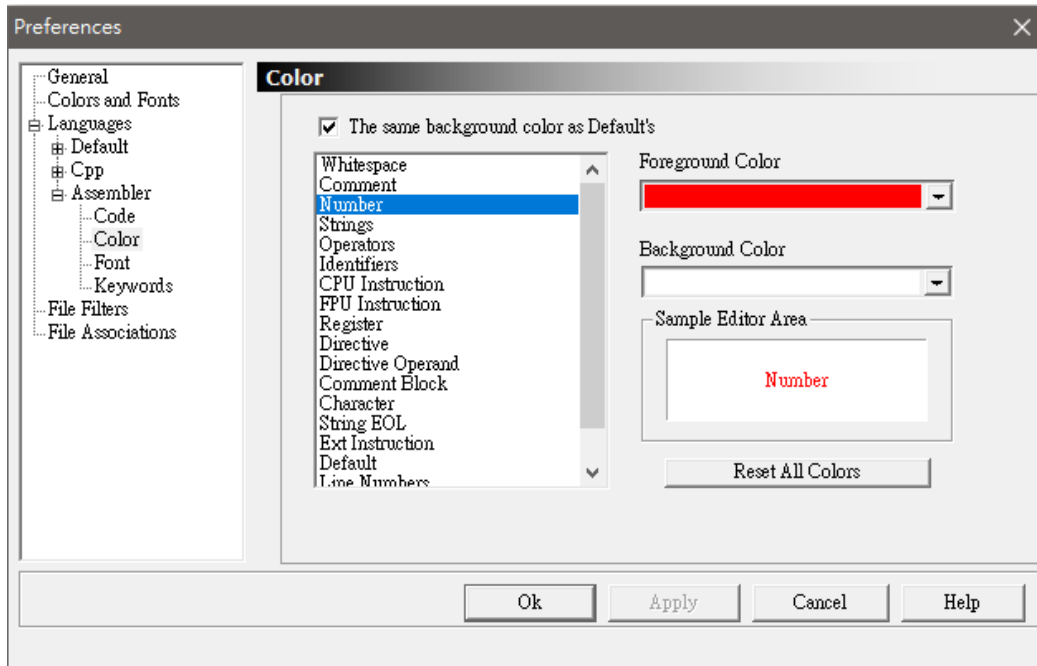 Preferences
General
Colors and Fonts
Languages
Default
Cpp
Assembler
Code
Color
Font
Keywords
File Filters
File Associations
Color
The same background color as Default's
Whitespace
Comment
Number
Strings
Operators
Identifiers
CPU Instruction
FPU Instruction
Register
Directive
Directive Operand
Comment Block
Character
String EOL
Ext Instruction
Default
Line Numbers
Foreground Color
Background Color
Sample Editor Area
Number
Reset All Colors
Ok
Apply
Cancel
Help